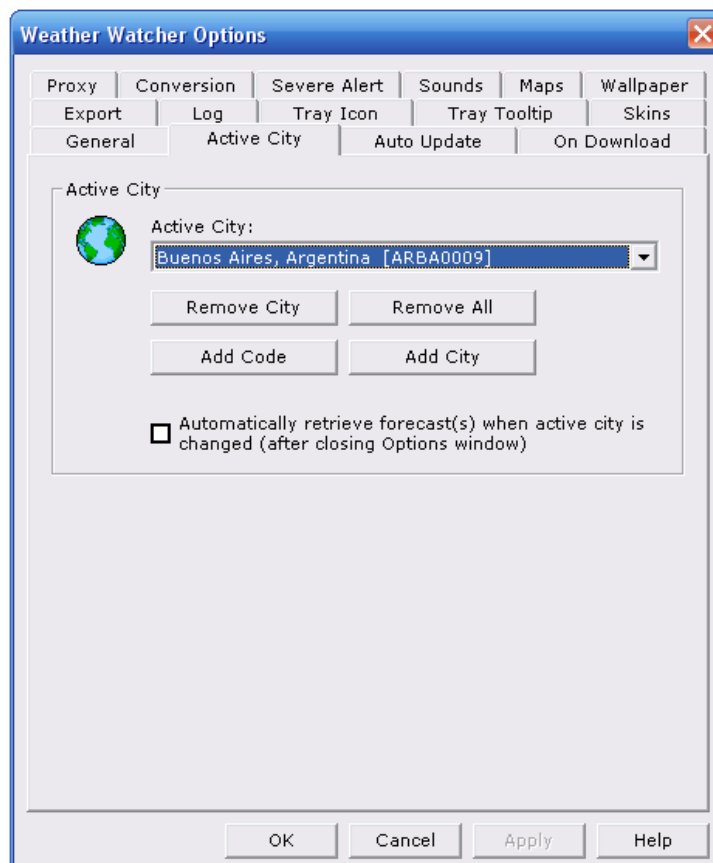 Weather Watcher Options
Proxy Conversion Severe Alert Sounds Maps Wallpaper
Export Log Tray Icon Tray Tooltip Skins
General Active City Auto Update On Download
Active City
Active City:
Buenos Aires, Argentina [ARBA0009]
Remove City Remove All
Add Code Add City
Automatically retrieve forecast(s) when active city is
changed (after closing Options window)
OK Cancel Apply Help